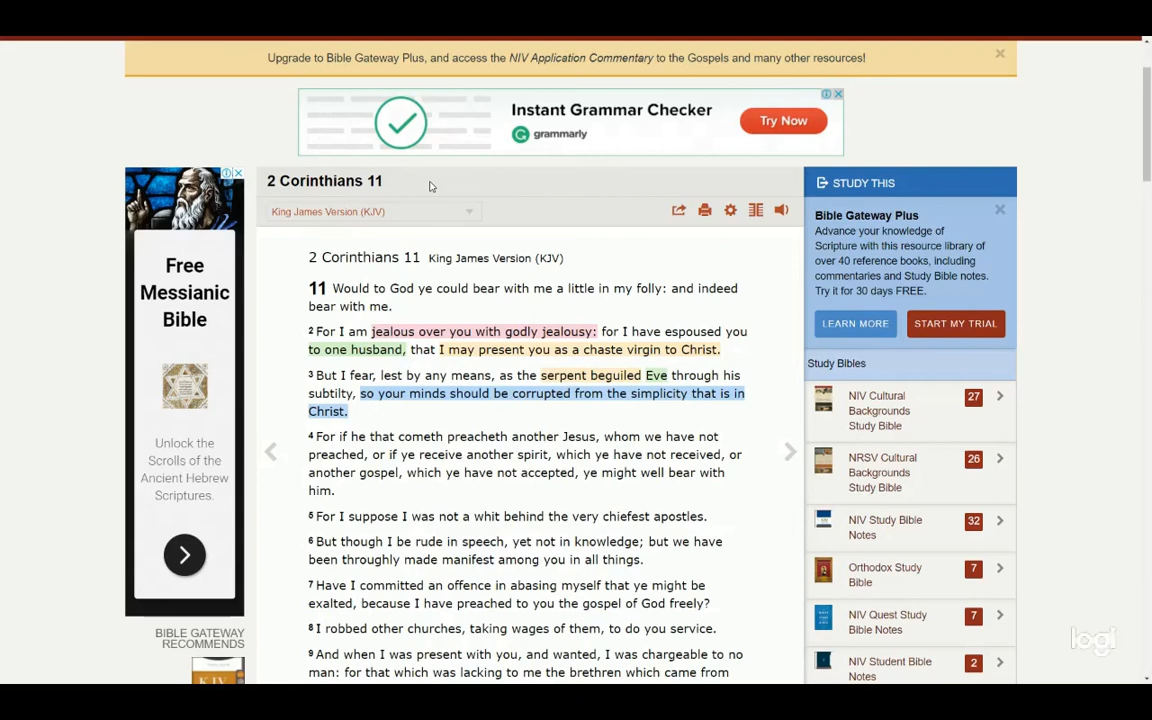 Upgrade to Bible Gateway Plus, and access the NIV Application Commentary to the Gospels and many other resources!
Instant Grammar Checker
grammarly
Try Now
Free
Messianic
Bible
Unlock the
Scrolls of the
Ancient Hebrew
Scriptures.
BIBLE GATEWAY
RECOMMENDS
KJV
2 Corinthians 11
King James Version (KJV)
2 Corinthians 11 King James Version (KJV)
11 Would to God ye could bear with me a little in my folly: and indeed
bear with me.
2 For I am jealous over you with godly jealousy: for I have espoused you
to one husband, that I may present you as a chaste virgin to Christ.
3 But I fear, lest by any means, as the serpent beguiled Eve through his
subtilty, so your minds should be corrupted from the simplicity that is in
Christ.
4 For if he that cometh preacheth another Jesus, whom we have not
preached, or if ye receive another spirit, which ye have not received, or
another gospel, which ye have not accepted, ye might well bear with
him.
5 For I suppose I was not a whit behind the very chiefest apostles.
6 But though I be rude in speech, yet not in knowledge; but we have
been throughly made manifest among you in all things.
7 Have I committed an offence in abasing myself that ye might be
exalted, because I have preached to you the gospel of God freely?
8 I robbed other churches, taking wages of them, to do you service.
9 And when I was present with you, and wanted, I was chargeable to no
man: for that which was lacking to me the brethren which came from
STUDY THIS
Bible Gateway Plus
Advance your knowledge of
Scripture with this resource library of
over 40 reference books, including
commentaries and Study Bible notes.
Try it for 30 days FREE.
LEARN MORE
START MY TRIAL
Study Bibles
NIV Cultural 27
Backgrounds
Study Bible
NRSV Cultural 26
Backgrounds
Study Bible
NIV Study Bible 32
Notes
Orthodox Study 7
Bible
NIV Quest Study 7
Bible Notes
NIV Student Bible 2
Notes
logi